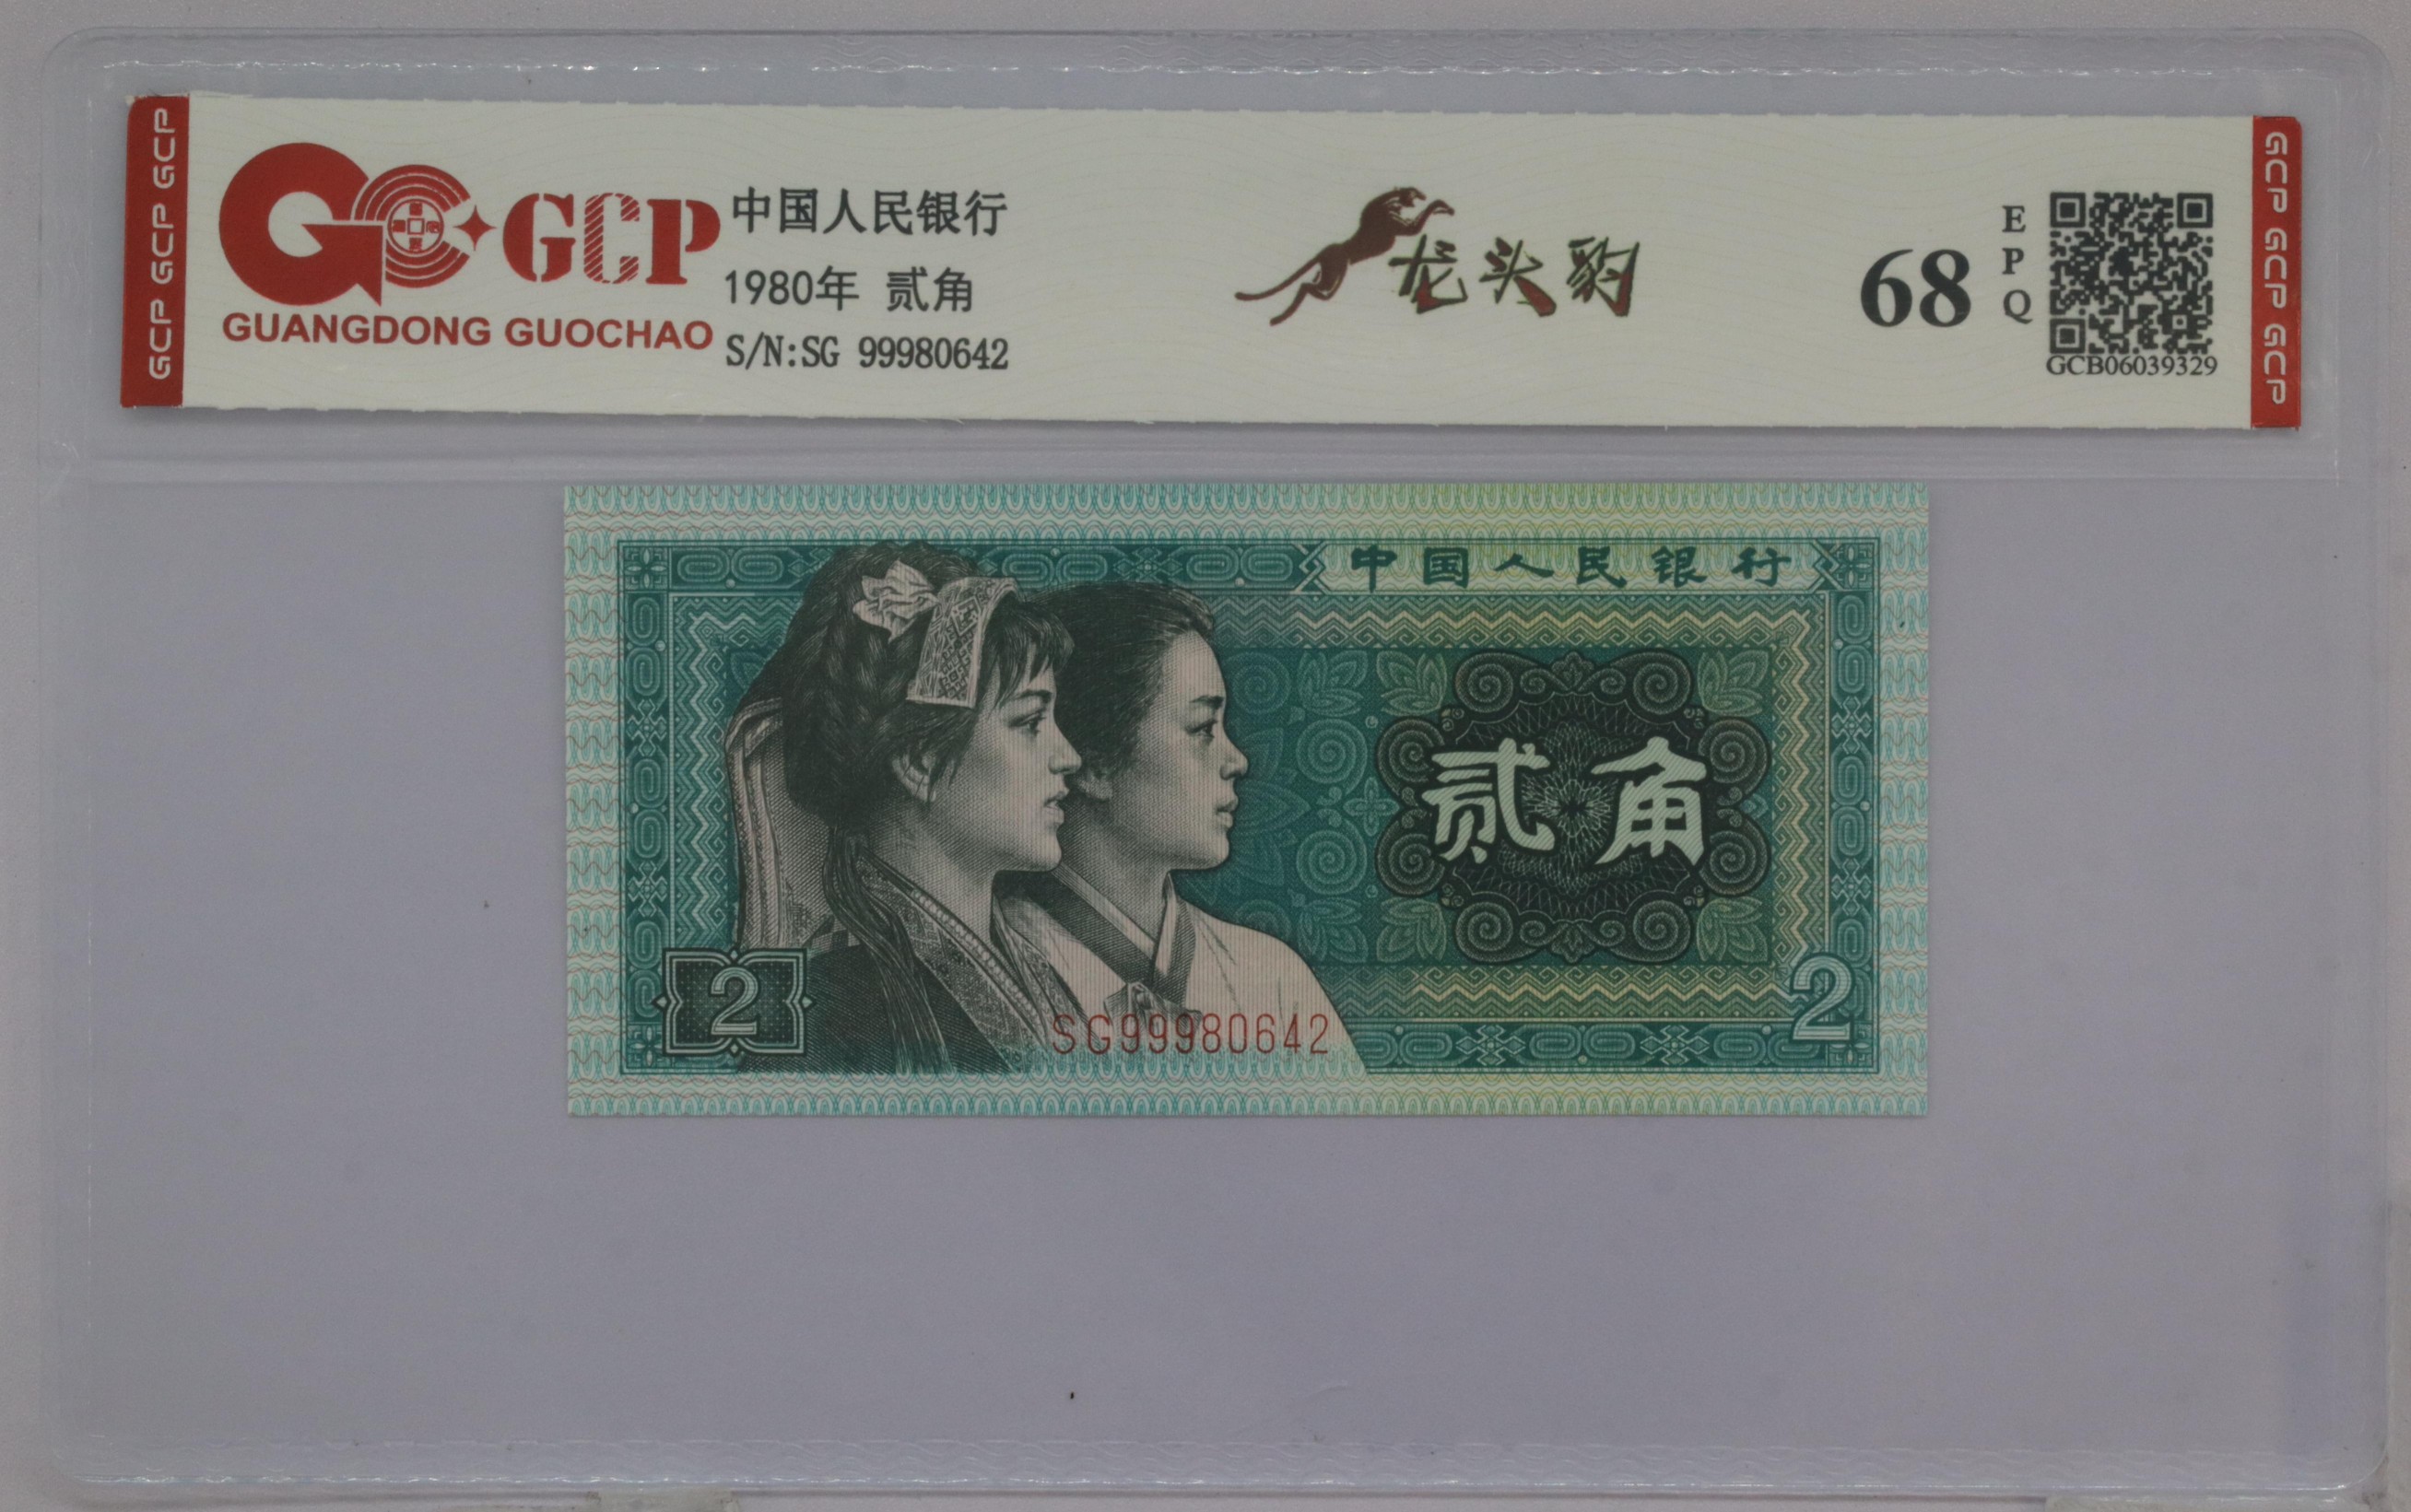 GCP GCP GCP
GCP
GUANGDONG GUOCHAO
中国人民银行
1980年 贰角
S/N:SG 99980642
龙头豹
68
E
P
Q
GCB06039329
GCP GCP GCP
中国人民银行
贰角
2
SG99980642
2